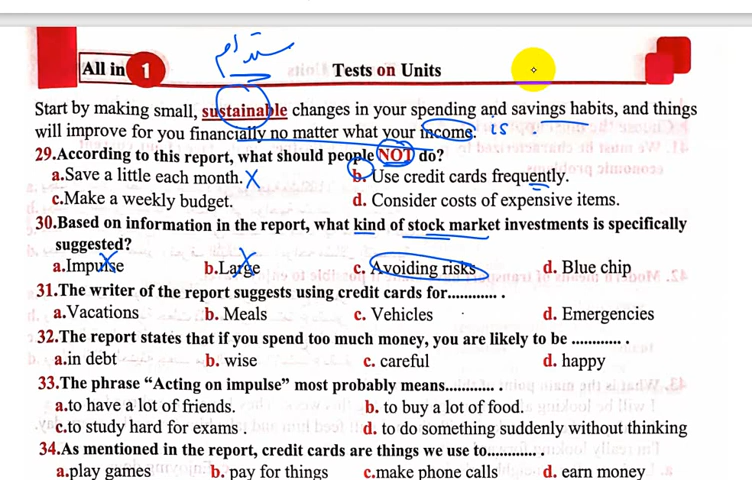 All in 1
Tests on Units
مستدام
Start by making small, sustainable changes in your spending and savings habits, and things
will improve for you financially no matter what your income. is .
29.According to this report, what should people NOT do?
a.Save a little each month. X
b. Use credit cards frequently.
c.Make a weekly budget.
d. Consider costs of expensive items.
30.Based on information in the report, what kind of stock market investments is specifically
suggested?
a.Impulse
b.Large
c. Avoiding risks
d. Blue chip
31.The writer of the report suggests using credit cards for............. .
a.Vacations
b. Meals
c. Vehicles
d. Emergencies
32.The report states that if you spend too much money, you are likely to be ............. .
a.in debt
b. wise
c. careful
d. happy
33.The phrase “Acting on impulse” most probably means............. .
a.to have a lot of friends.
b. to buy a lot of food.
c.to study hard for exams .
d. to do something suddenly without thinking
34.As mentioned in the report, credit cards are things we use to............. .
a.play games
b. pay for things
c.make phone calls
d. earn money